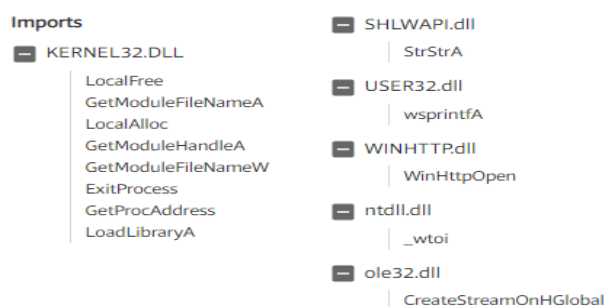 Imports
KERNEL32.DLL
LocalFree
GetModuleFileNameA
LocalAlloc
GetModuleHandleA
GetModuleFileNameW
ExitProcess
GetProcAddress
LoadLibraryA
SHLWAPI.dll
StrStrA
USER32.dll
wsprintfA
WINHTTP.dll
WinHttpOpen
ntdll.dll
_wtoi
ole32.dll
CreateStreamOnHGlobal